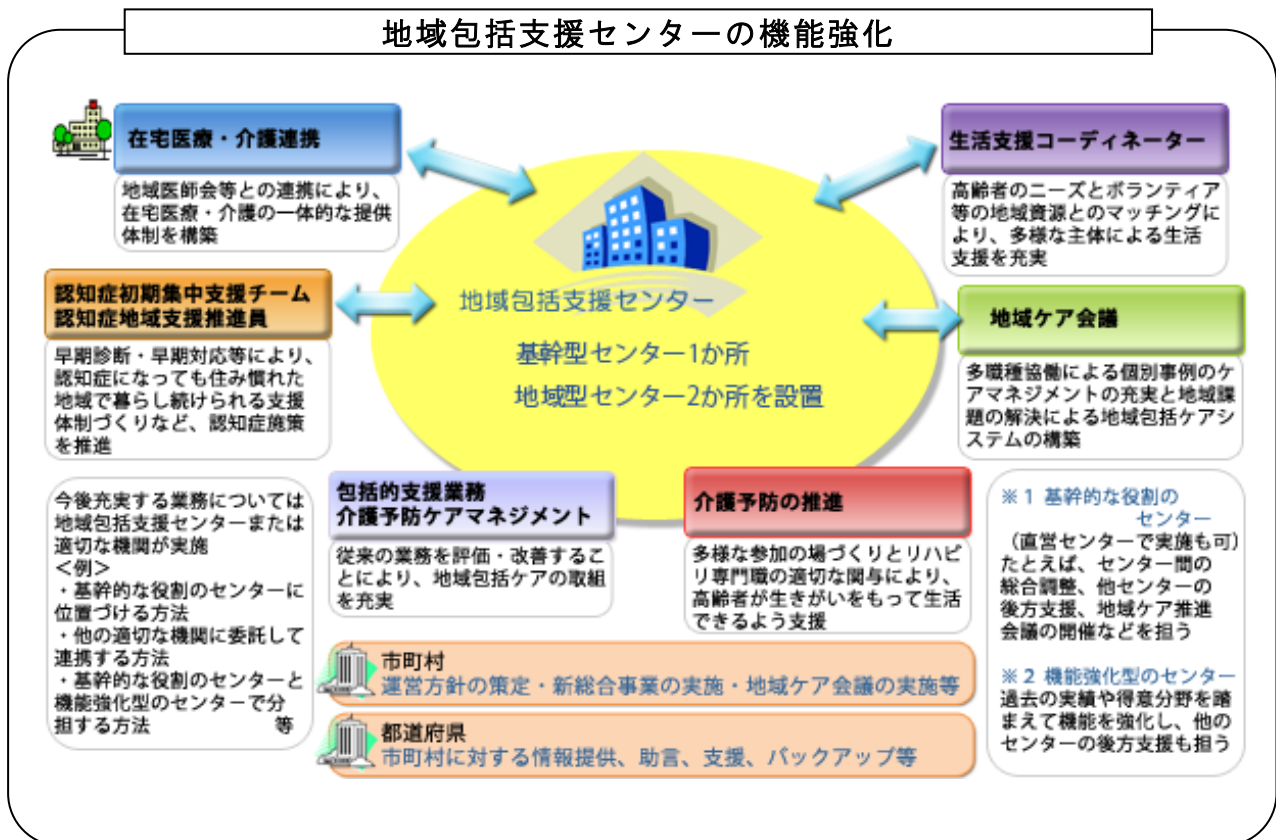 地域包括支援センターの機能強化
在宅医療・介護連携
地域医師会等との連携により、
在宅医療・介護の一体的な提供
体制を構築
生活支援コーディネーター
高齢者のニーズとボランティア
等の地域資源とのマッチングに
より、多様な主体による生活
支援を充実
認知症初期集中支援チーム
認知症地域支援推進員
早期診断・早期対応等により、
認知症になっても住み慣れた
地域で暮らし続けられる支援
体制づくりなど、認知症施策
を推進
地域包括支援センター
基幹型センター1か所
地域型センター2か所を設置
地域ケア会議
多職種協働による個別事例のケ
アマネジメントの充実と地域課
題の解決による地域包括ケアシ
ステムの構築
今後充実する業務については
地域包括支援センターまたは
適切な機関が実施
<例>
・基幹的な役割のセンターに
位置づける方法
・他の適切な機関に委託して
連携する方法
・基幹的な役割のセンターと
機能強化型のセンターで分
担する方法 等
包括的支援業務
介護予防ケアマネジメント
従来の業務を評価・改善するこ
とにより、地域包括ケアの取組
を充実
介護予防の推進
多様な参加の場づくりとリハビ
リ専門職の適切な関与により、
高齢者が生きがいをもって生活
できるよう支援
※1 基幹的な役割の
センター
(直営センターで実施も可)
たとえば、センター間の
総合調整、他センターの
後方支援、地域ケア推進
会議の開催などを担う
※2 機能強化型のセンター
過去の実績や得意分野を踏
まえて機能を強化し、他の
センターの後方支援も担う
市町村
運営方針の策定・新総合事業の実施・地域ケア会議の実施等
都道府県
市町村に対する情報提供、助言、支援、バックアップ等